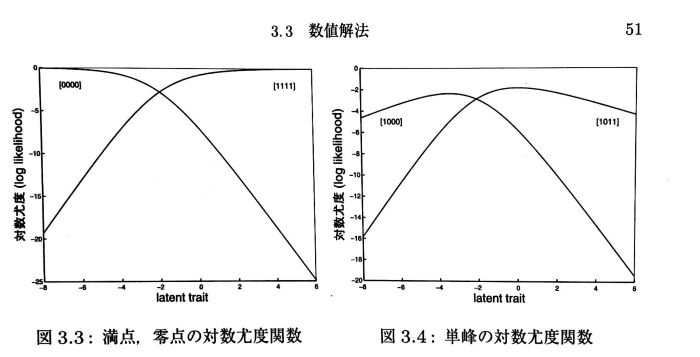 3.3 数値解法 51
[0000]
[1111]
対数尤度 (log likelihood)
0
−5
−10
−15
−20
−25
−8 −6 −4 −2 0 2 4 6
latent trait
図 3.3: 満点，零点の対数尤度関数
[1000]
[1011]
対数尤度 (log likelihood)
0
−2
−4
−6
−8
−10
−12
−14
−16
−18
−20
−8 −6 −4 −2 0 2 4 6
latent trait
図 3.4: 単峰の対数尤度関数